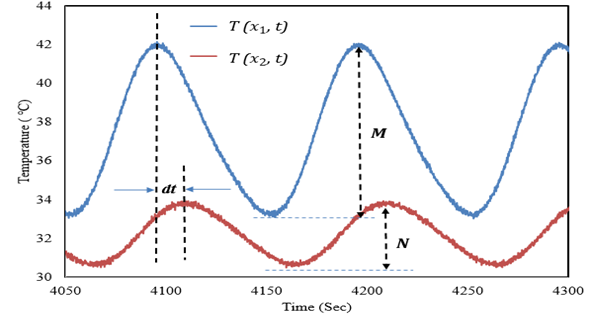 T (x₁, t)
T (x₂, t)
Temperature (℃)
44
42
40
38
36
34
32
30
M
dt
N
4050
4100
4150
4200
4250
4300
Time (Sec)